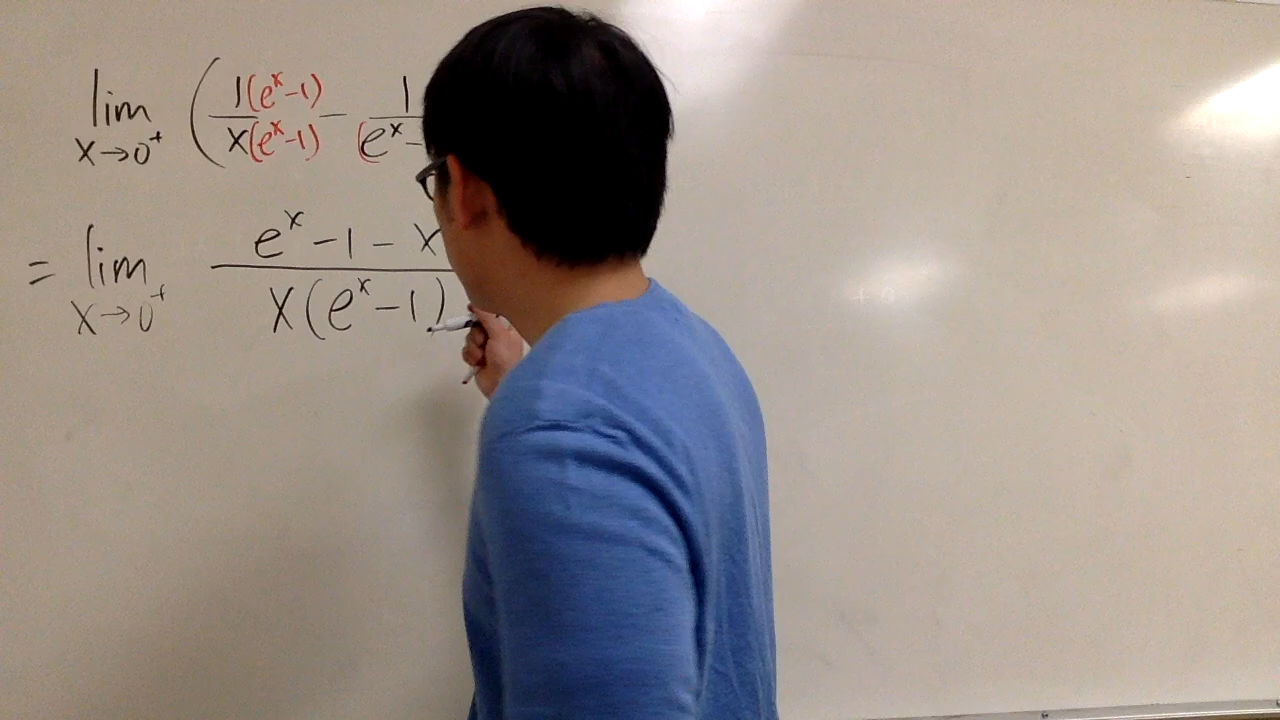 lim x→0⁺ ( 1(eˣ-1) / x(eˣ-1) - 1 / (eˣ-
= lim x→0⁺ eˣ-1-x / x(eˣ-1)